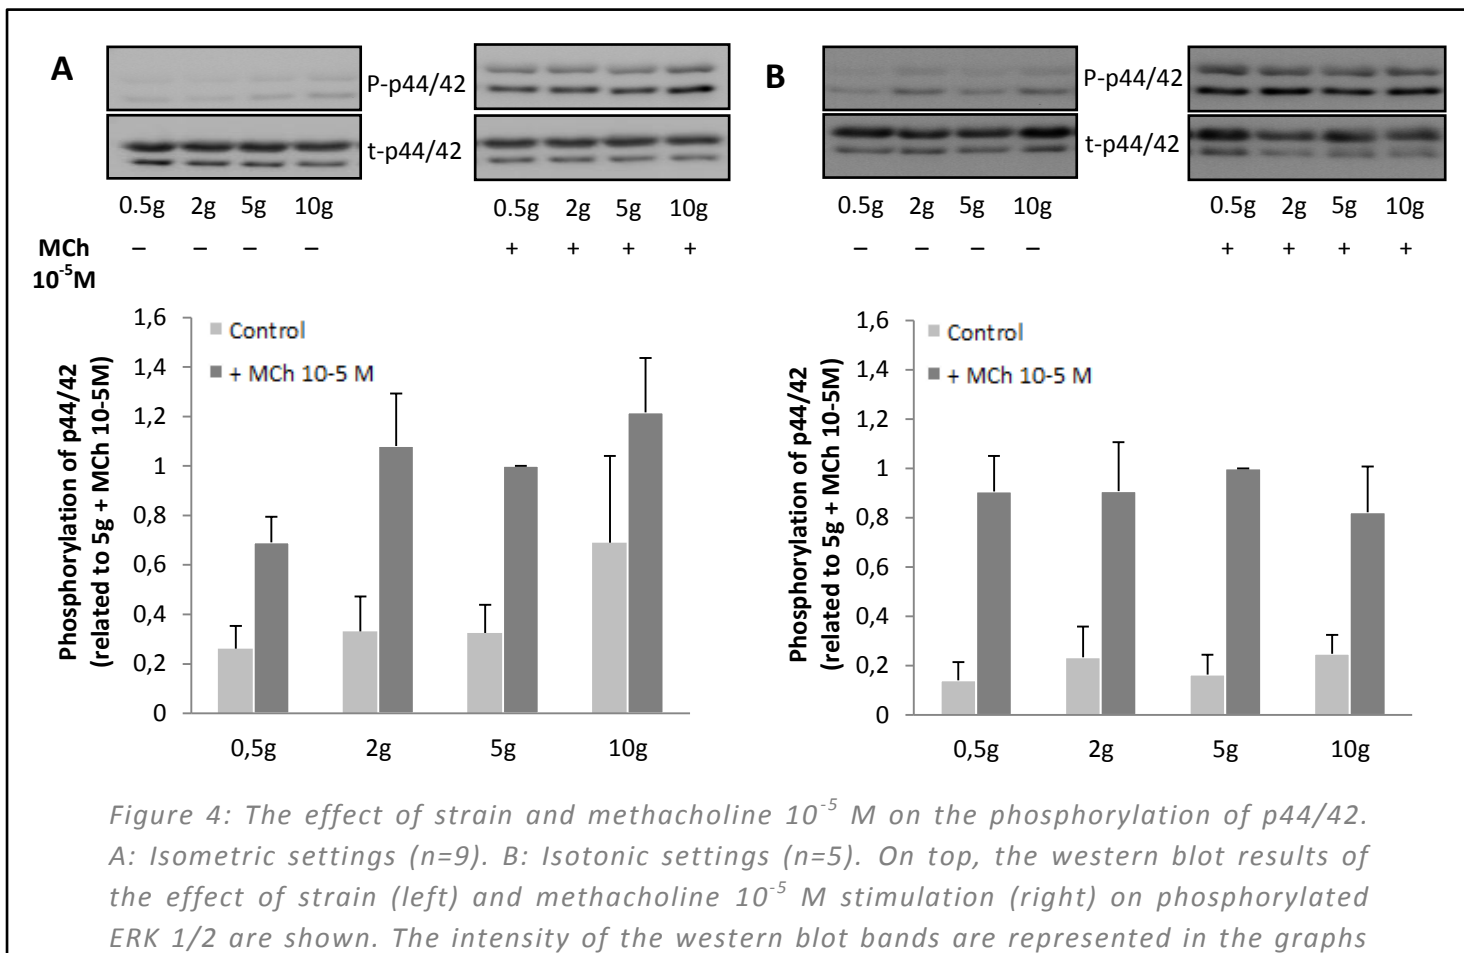 A
P-p44/42
t-p44/42
0.5g 2g 5g 10g 0.5g 2g 5g 10g
MCh – – – – + + + +
10-5M
B
P-p44/42
t-p44/42
0.5g 2g 5g 10g 0.5g 2g 5g 10g
– – – – + + + +
Phosphorylation of p44/42
(related to 5g + MCh 10-5M)
1,6
1,4
1,2
1
0,8
0,6
0,4
0,2
0
Control
+ MCh 10-5 M
0,5g 2g 5g 10g
Phosphorylation of p44/42
(related to 5g + MCh 10-5M)
1,6
1,4
1,2
1
0,8
0,6
0,4
0,2
0
Control
+ MCh 10-5 M
0,5g 2g 5g 10g
Figure 4: The effect of strain and methacholine 10-5 M on the phosphorylation of p44/42.
A: Isometric settings (n=9). B: Isotonic settings (n=5). On top, the western blot results of
the effect of strain (left) and methacholine 10-5 M stimulation (right) on phosphorylated
ERK 1/2 are shown. The intensity of the western blot bands are represented in the graphs